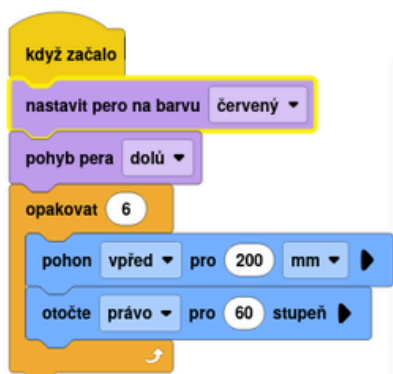 když začalo
nastavit pero na barvu červený
pohyb pera dolů
opakovat 6
pohon vpřed pro 200 mm
otočte právo pro 60 stupeň